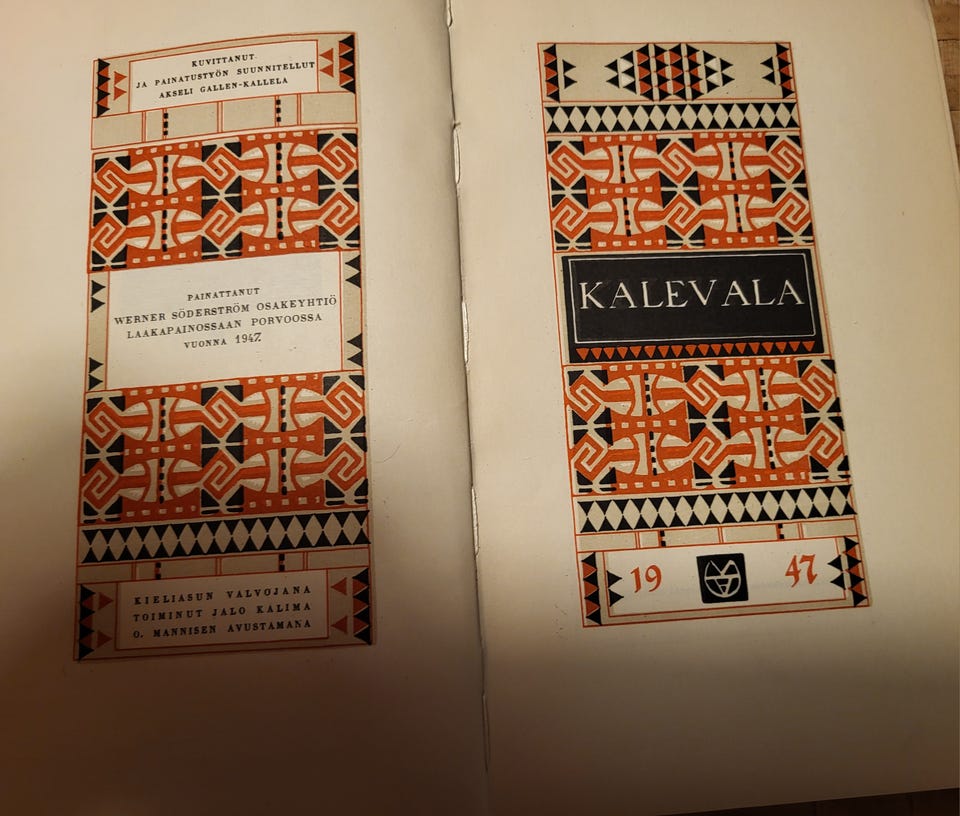 KUVITTANUT
JA PAINATUSTYÖN SUUNNITELLUT
AKSELI GALLEN-KALLELA
PAINATTANUT
WERNER SÖDERSTRÖM OSAKEYHTIÖ
LAAKAPAINOSSAAN PORVOOSSA
VUONNA 1947
KIELIASUN VALVOJANA
TOIMINUT JALO KALIMA
O. MANNISEN AVUSTAMANA
KALEVALA
19 47